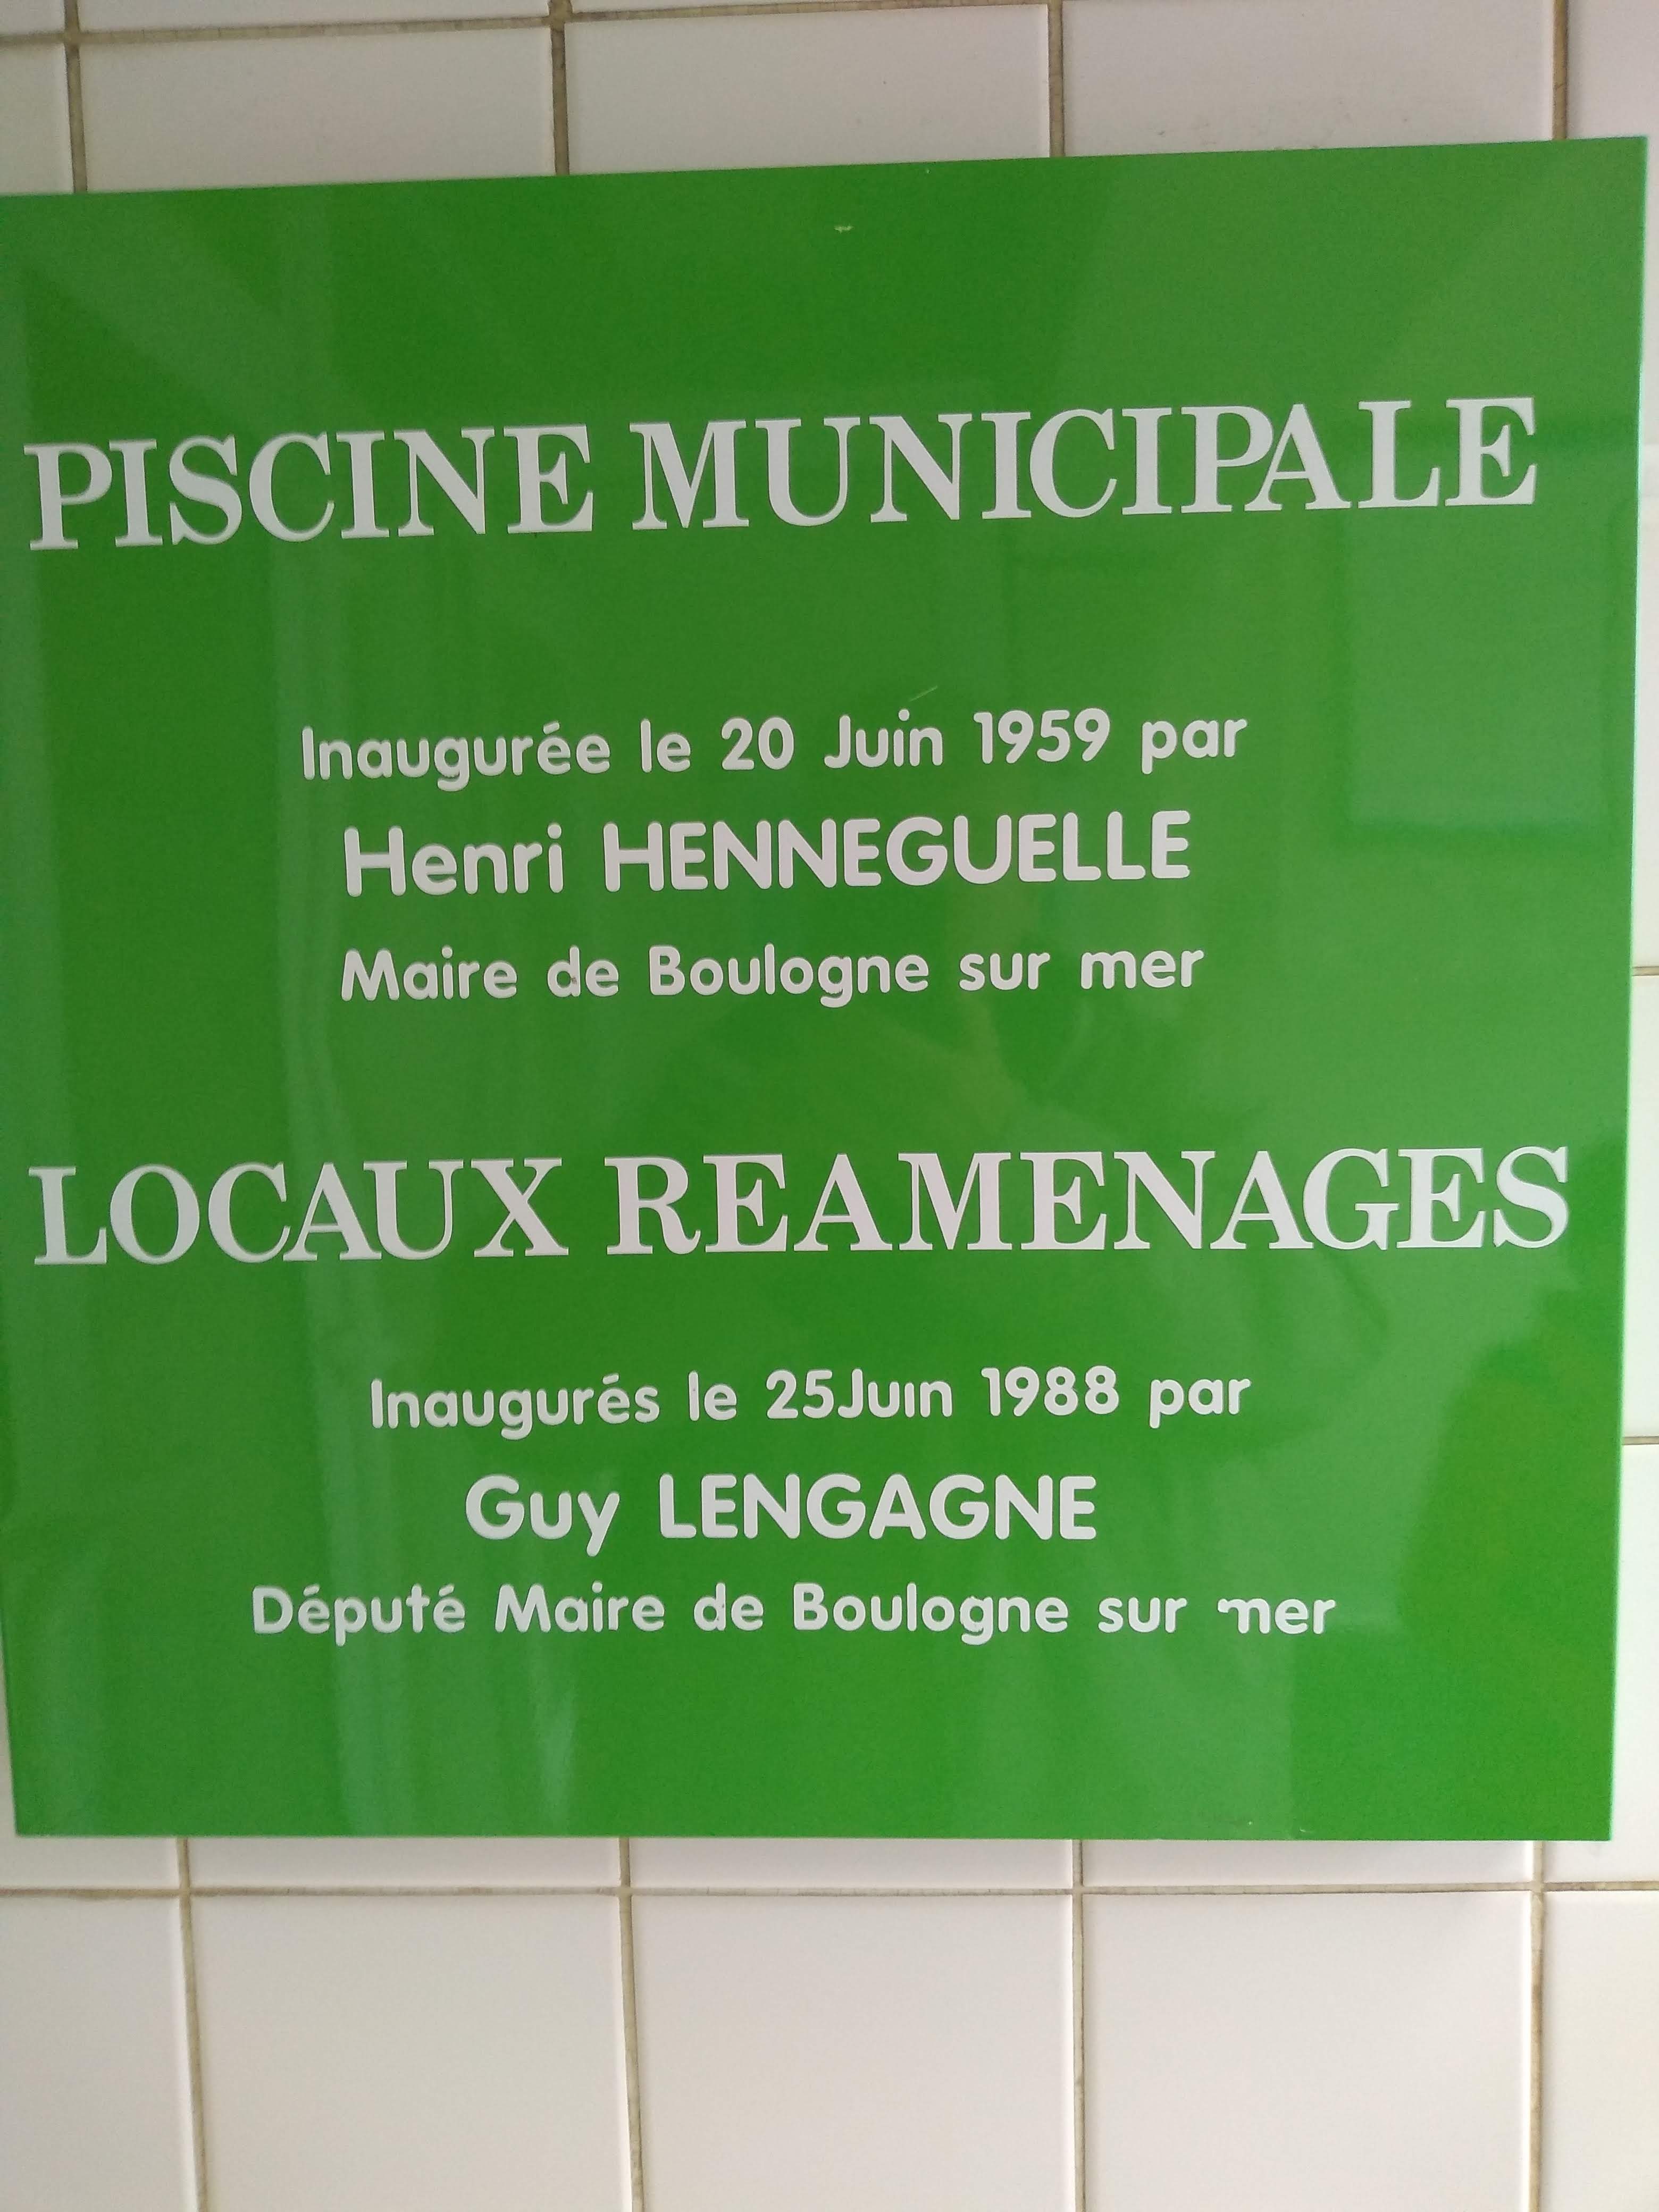 PISCINE MUNICIPALE
Inaugurée le 20 Juin 1959 par
Henri HENNEGUELLE
Maire de Boulogne sur mer
LOCAUX REAMENAGES
Inaugurés le 25Juin 1988 par
Guy LENGAGNE
Député Maire de Boulogne sur mer